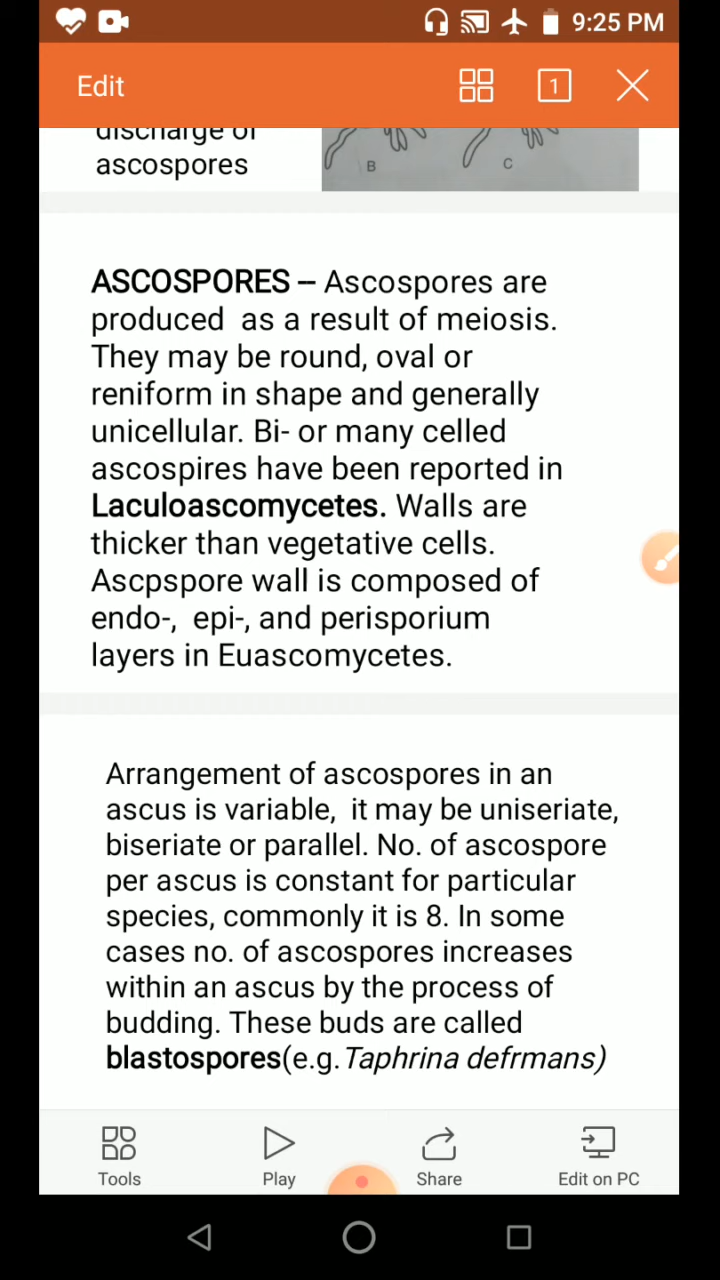 9:25 PM
Edit
1
discharge of
ascospores
B
C
ASCOSPORES – Ascospores are
produced as a result of meiosis.
They may be round, oval or
reniform in shape and generally
unicellular. Bi- or many celled
ascospires have been reported in
Laculoascomycetes. Walls are
thicker than vegetative cells.
Ascpspore wall is composed of
endo-, epi-, and perisporium
layers in Euascomycetes.
Arrangement of ascospores in an
ascus is variable, it may be uniseriate,
biseriate or parallel. No. of ascospore
per ascus is constant for particular
species, commonly it is 8. In some
cases no. of ascospores increases
within an ascus by the process of
budding. These buds are called
blastospores(e.g. Taphrina defrmans)
Tools
Play
Share
Edit on PC